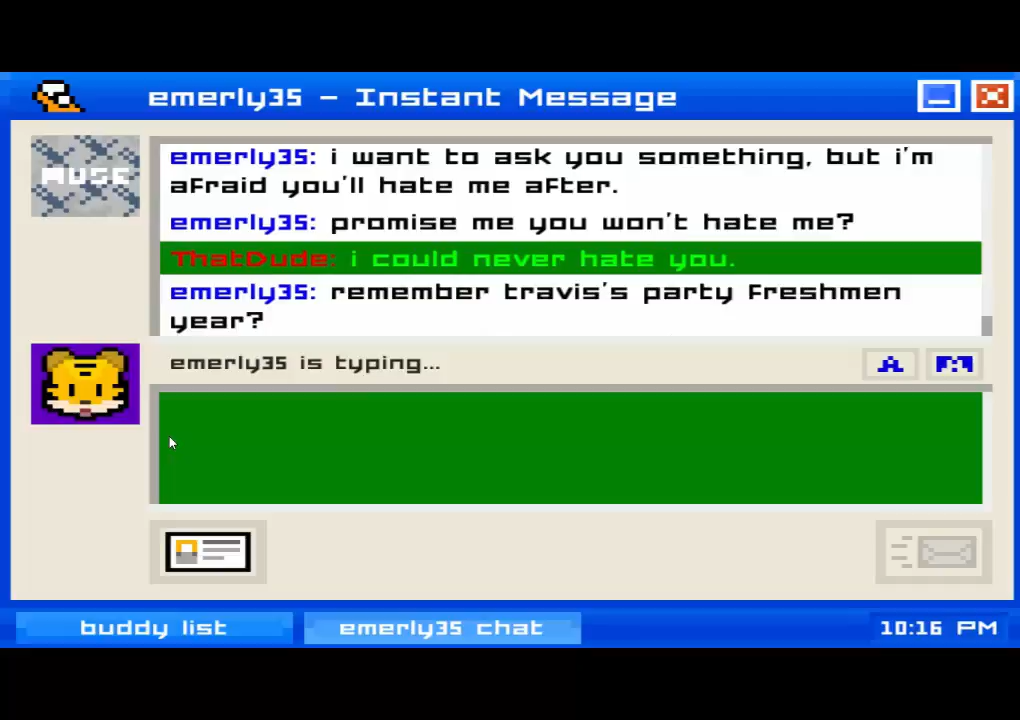 emerly35 - Instant Message
MUSE
emerly35: i want to ask you something, but i'm
afraid you'll hate me after.
emerly35: promise me you won't hate me?
ThatDude: i could never hate you.
emerly35: remember travis's party freshmen
year?
emerly35 is typing...
A
buddy list
emerly35 chat
10:16 PM